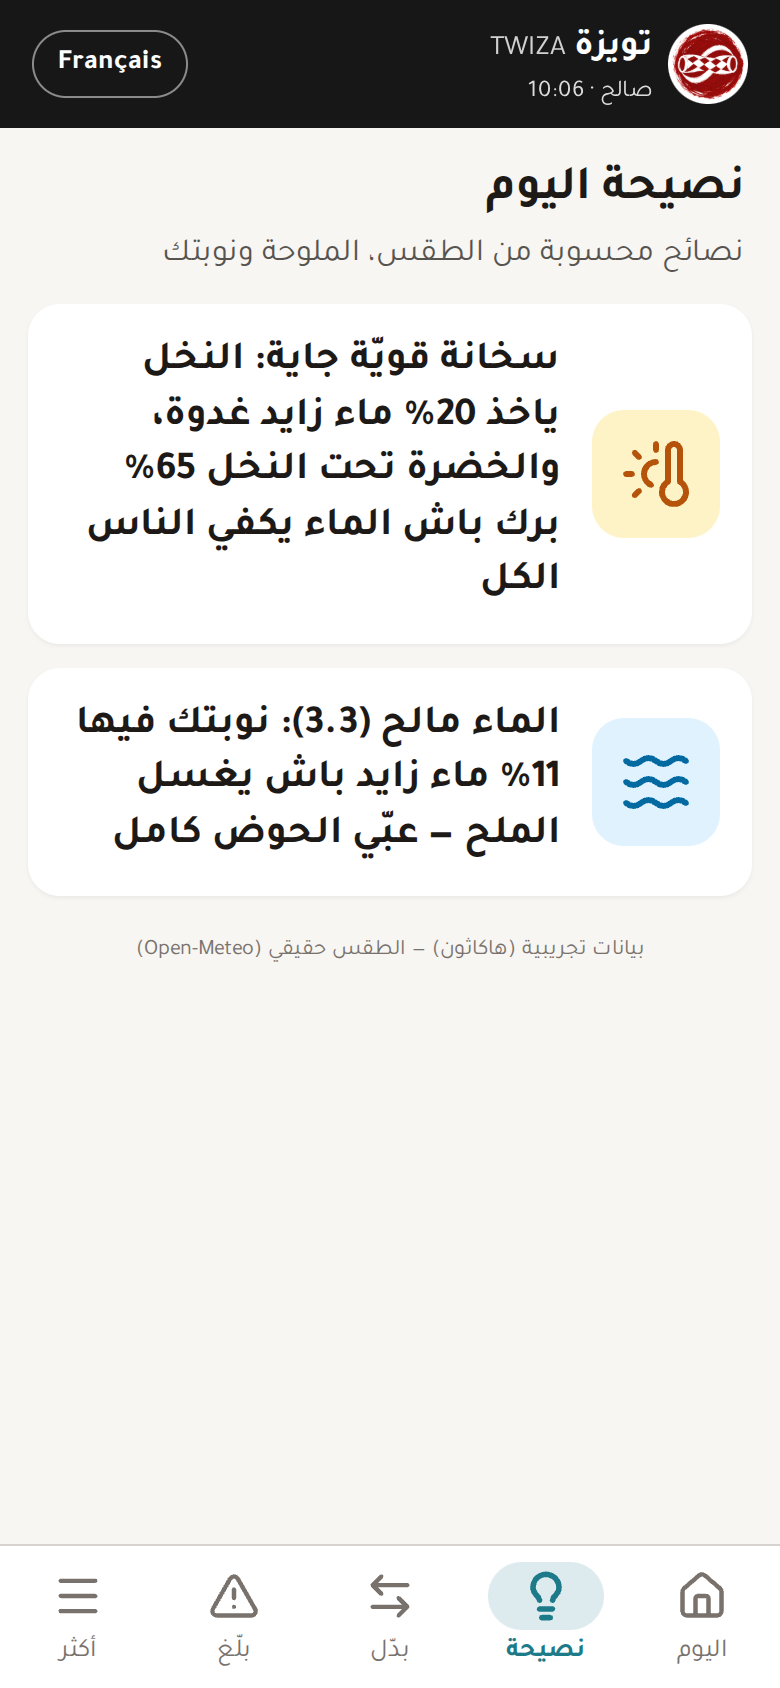 تويزة TWIZA
صالح · 10:06
Français
نصيحة اليوم
نصائح محسوبة من الطقس، الملوحة ونوبتك
سخانة قويّة جاية: النخل
ياخذ 20% ماء زايد غدوة،
والخضرة تحت النخل 65%
برك باش الماء يكفي الناس
الكل
الماء مالح (3.3): نوبتك فيها
11% ماء زايد باش يغسل
الملح — عبّي الحوض كامل
بيانات تجريبية (هاكاثون) — الطقس حقيقي (Open-Meteo)
اليوم
نصيحة
بدّل
بلّغ
أكثر